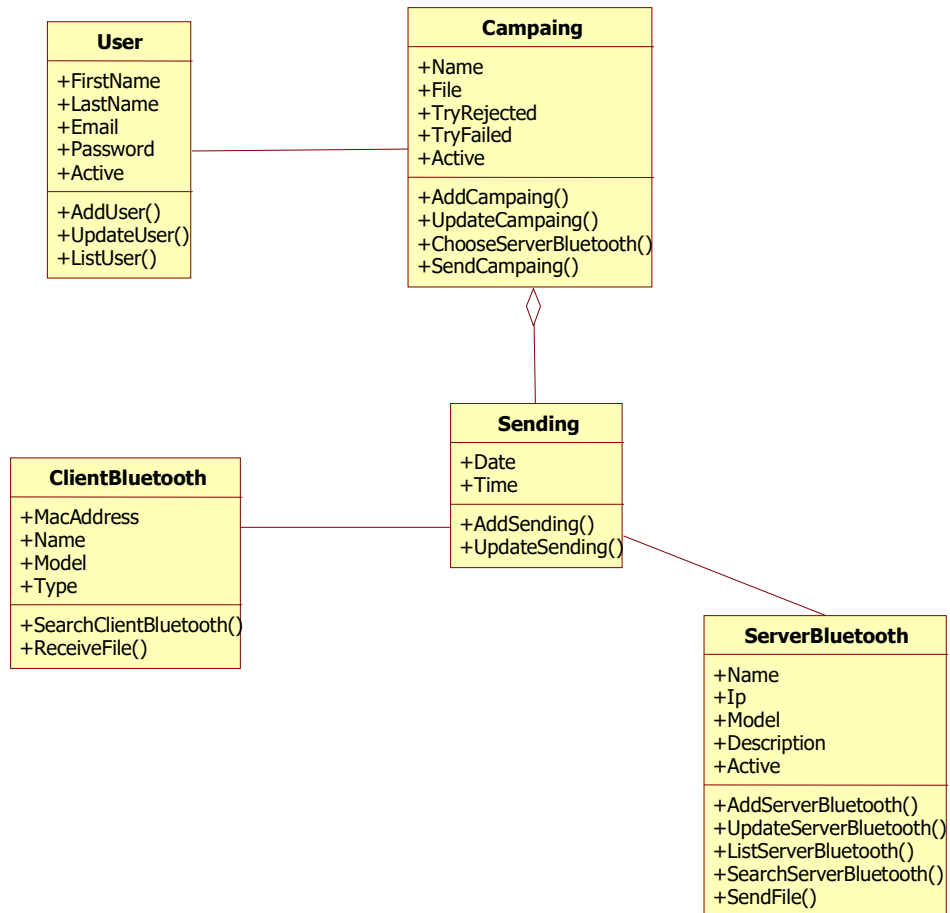 User
+FirstName
+LastName
+Email
+Password
+Active
+AddUser()
+UpdateUser()
+ListUser()
Campaing
+Name
+File
+TryRejected
+TryFailed
+Active
+AddCampaing()
+UpdateCampaing()
+ChooseServerBluetooth()
+SendCampaing()
Sending
+Date
+Time
+AddSending()
+UpdateSending()
ClientBluetooth
+MacAddress
+Name
+Model
+Type
+SearchClientBluetooth()
+ReceiveFile()
ServerBluetooth
+Name
+Ip
+Model
+Description
+Active
+AddServerBluetooth()
+UpdateServerBluetooth()
+ListServerBluetooth()
+SearchServerBluetooth()
+SendFile()